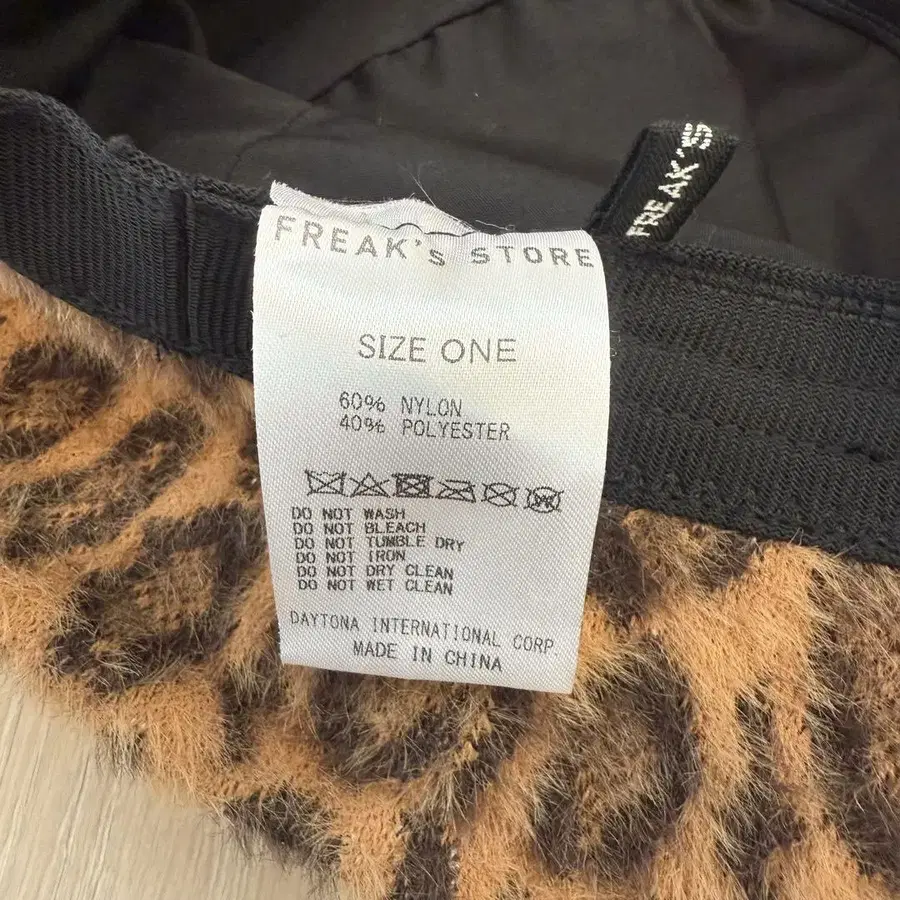 FREAK'S
FREAK's STORE
SIZE ONE
60% NYLON
40% POLYESTER
DO NOT WASH
DO NOT BLEACH
DO NOT TUMBLE DRY
DO NOT IRON
DO NOT DRY CLEAN
DO NOT WET CLEAN
DAYTONA INTERNATIONAL CORP
MADE IN CHINA